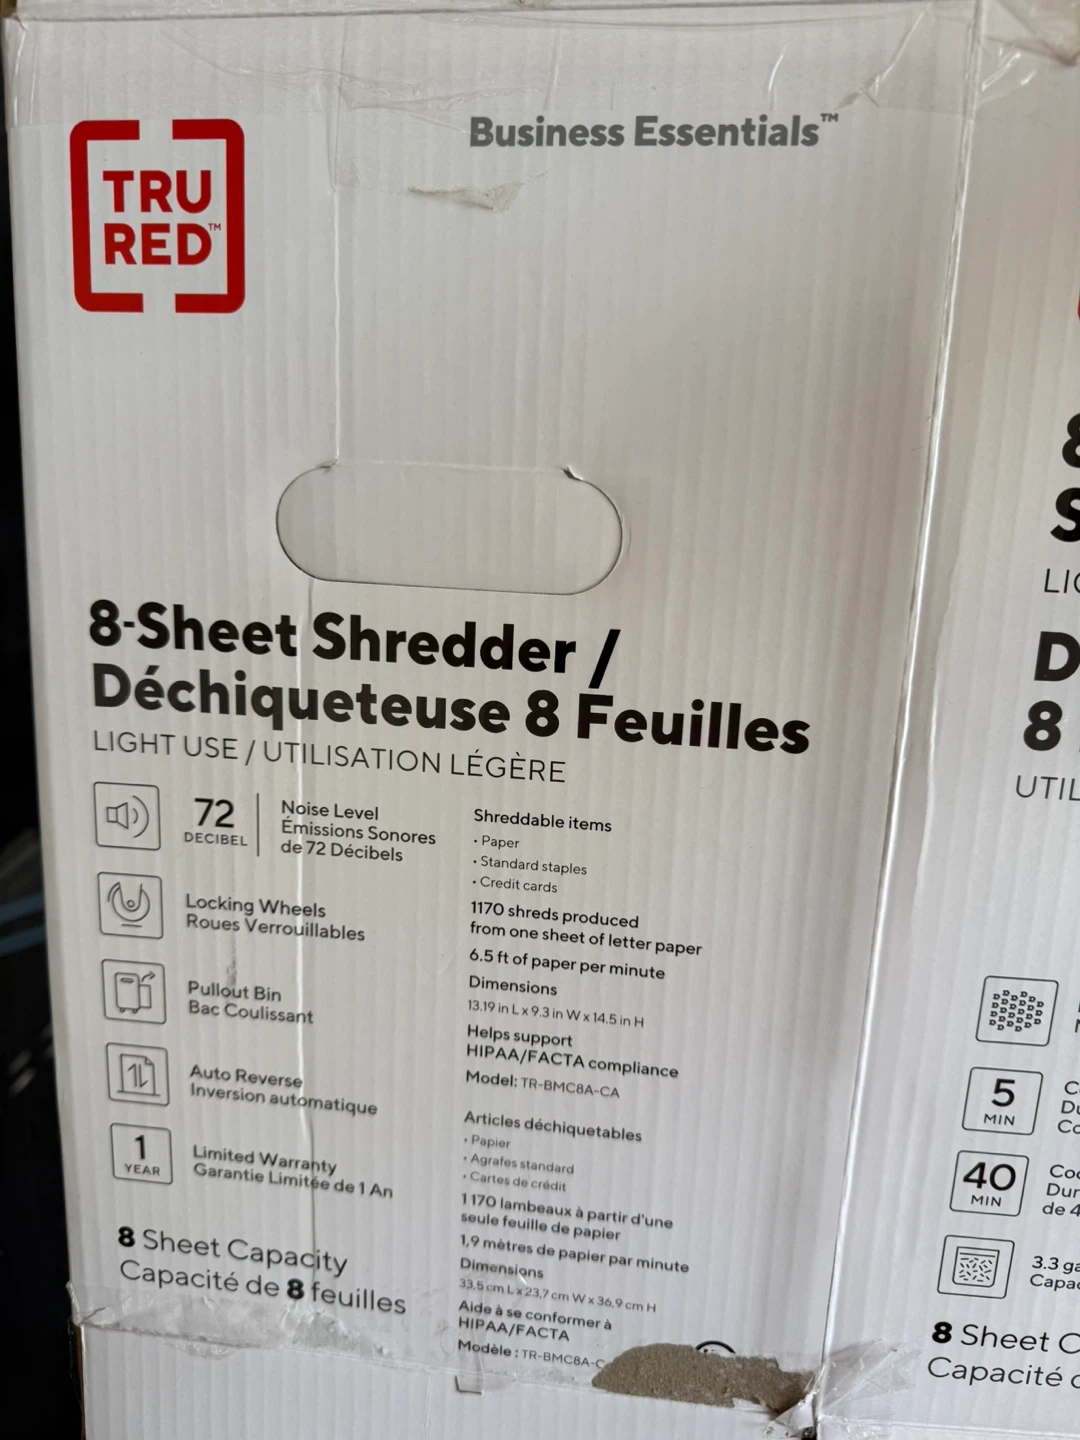 TRU
RED™
Business Essentials™
8-Sheet Shredder /
Déchiqueteuse 8 Feuilles
LIGHT USE / UTILISATION LÉGÈRE
72
DECIBEL
Noise Level
Émissions Sonores
de 72 Décibels
Locking Wheels
Roues Verrouillables
Pullout Bin
Bac Coulissant
Auto Reverse
Inversion automatique
1
YEAR
Limited Warranty
Garantie Limitée de 1 An
8 Sheet Capacity
Capacité de 8 feuilles
Shreddable items
• Paper
• Standard staples
• Credit cards
1170 shreds produced
from one sheet of letter paper
6.5 ft of paper per minute
Dimensions
13.19 in L x 9.3 in W x 14.5 in H
Helps support
HIPAA/FACTA compliance
Model: TR-BMC8A-CA
Articles déchiquetables
• Papier
• Agrafes standard
• Cartes de crédit
1 170 lambeaux à partir d'une
seule feuille de papier
1,9 mètres de papier par minute
Dimensions
33,5 cm L x 23,7 cm W x 36,9 cm H
Aide à se conformer à
HIPAA/FACTA
Modèle : TR-BMC8A-C
8
S
D
8
5
MIN
40
MIN
de 4
3.3
8 Sheet
Capacité